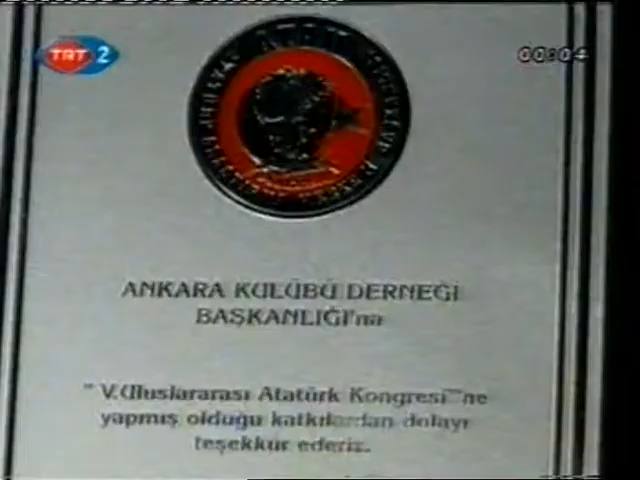 TRT 2
00:04
ANKARA KULÜBÜ DERNEĞİ
BAŞKANLIĞI'na
" V.Uluslararası Atatürk Kongresi"ne
yapmış olduğu katkılardan dolayı
teşekkür ederiz.